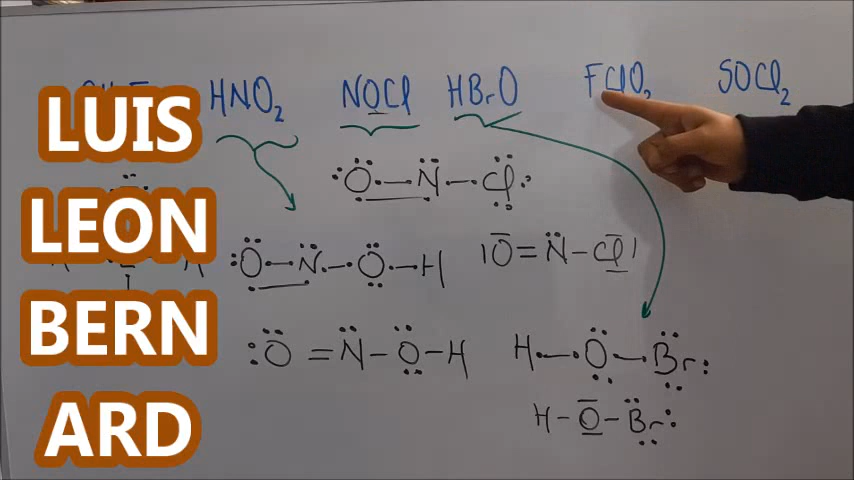 HNO₂ NOCl HBrO FClO₂ SOCl₂
LUIS
LEON
BERN
ARD
O—N—Cl
O—N—O—H
|O=N-Cl|
:O=N-O-H
H—O—Br:
H-O-Br: